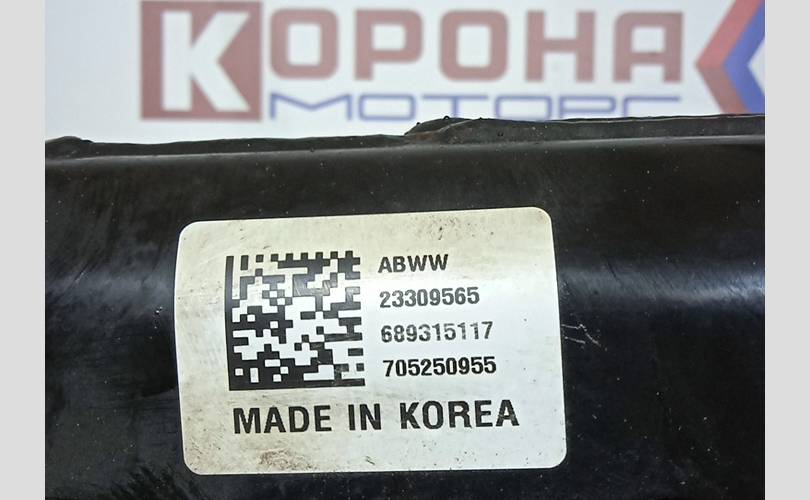 КОРОНА
МОТОРС
ABWW
23309565
689315117
705250955
MADE IN KOREA